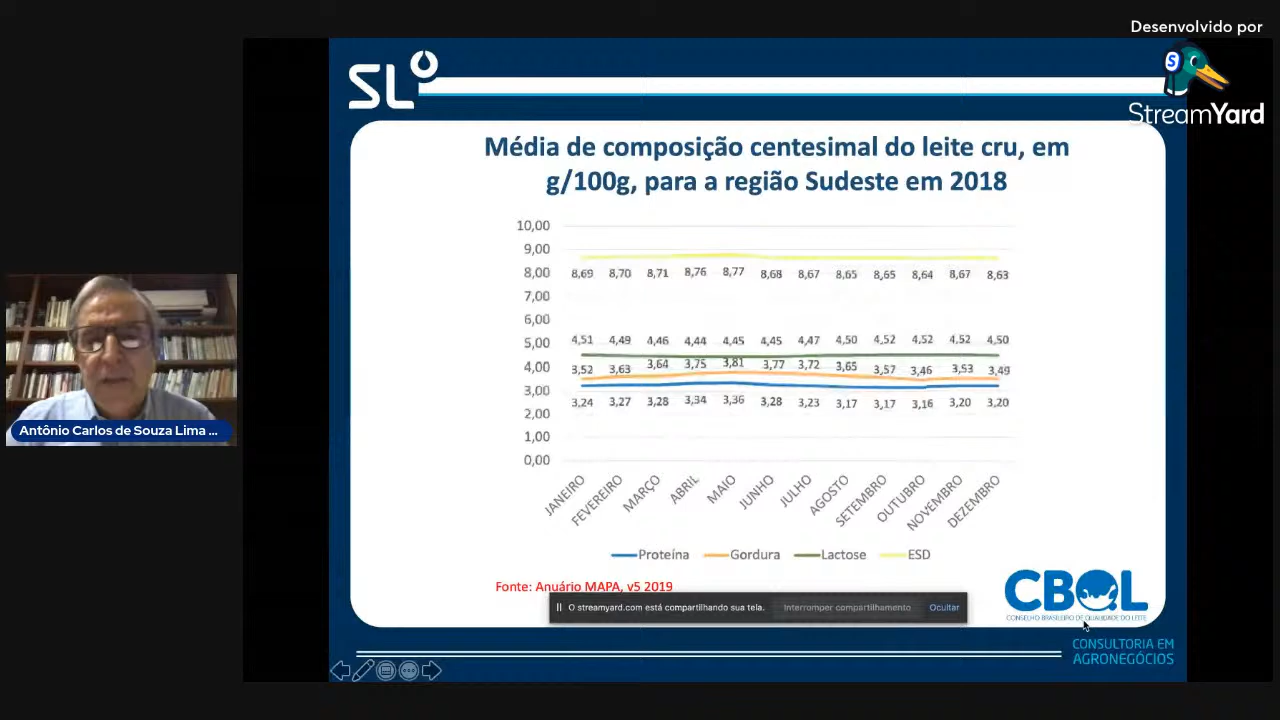 Desenvolvido por
StreamYard
SL
Média de composição centesimal do leite cru, em
g/100g, para a região Sudeste em 2018
10,00
9,00
8,00
7,00
6,00
5,00
4,00
3,00
2,00
1,00
0,00
8,69 8,70 8,71 8,76 8,77 8,68 8,67 8,65 8,65 8,64 8,67 8,63
4,51 4,49 4,46 4,44 4,45 4,45 4,47 4,50 4,52 4,52 4,52 4,50
3,52 3,63 3,64 3,75 3,81 3,77 3,72 3,65 3,57 3,46 3,53 3,49
3,24 3,27 3,28 3,34 3,36 3,28 3,23 3,17 3,17 3,16 3,20 3,20
JANEIRO FEVEREIRO MARÇO ABRIL MAIO JUNHO JULHO AGOSTO SETEMBRO OUTUBRO NOVEMBRO DEZEMBRO
Proteína Gordura Lactose ESD
Fonte: Anuário MAPA, v5 2019
O streamyard.com está compartilhando sua tela. Interromper compartilhamento Ocultar
CBQL
CONSELHO BRASILEIRO DE QUALIDADE DO LEITE
CONSULTORIA EM
AGRONEGÓCIOS
Antônio Carlos de Souza Lima ...